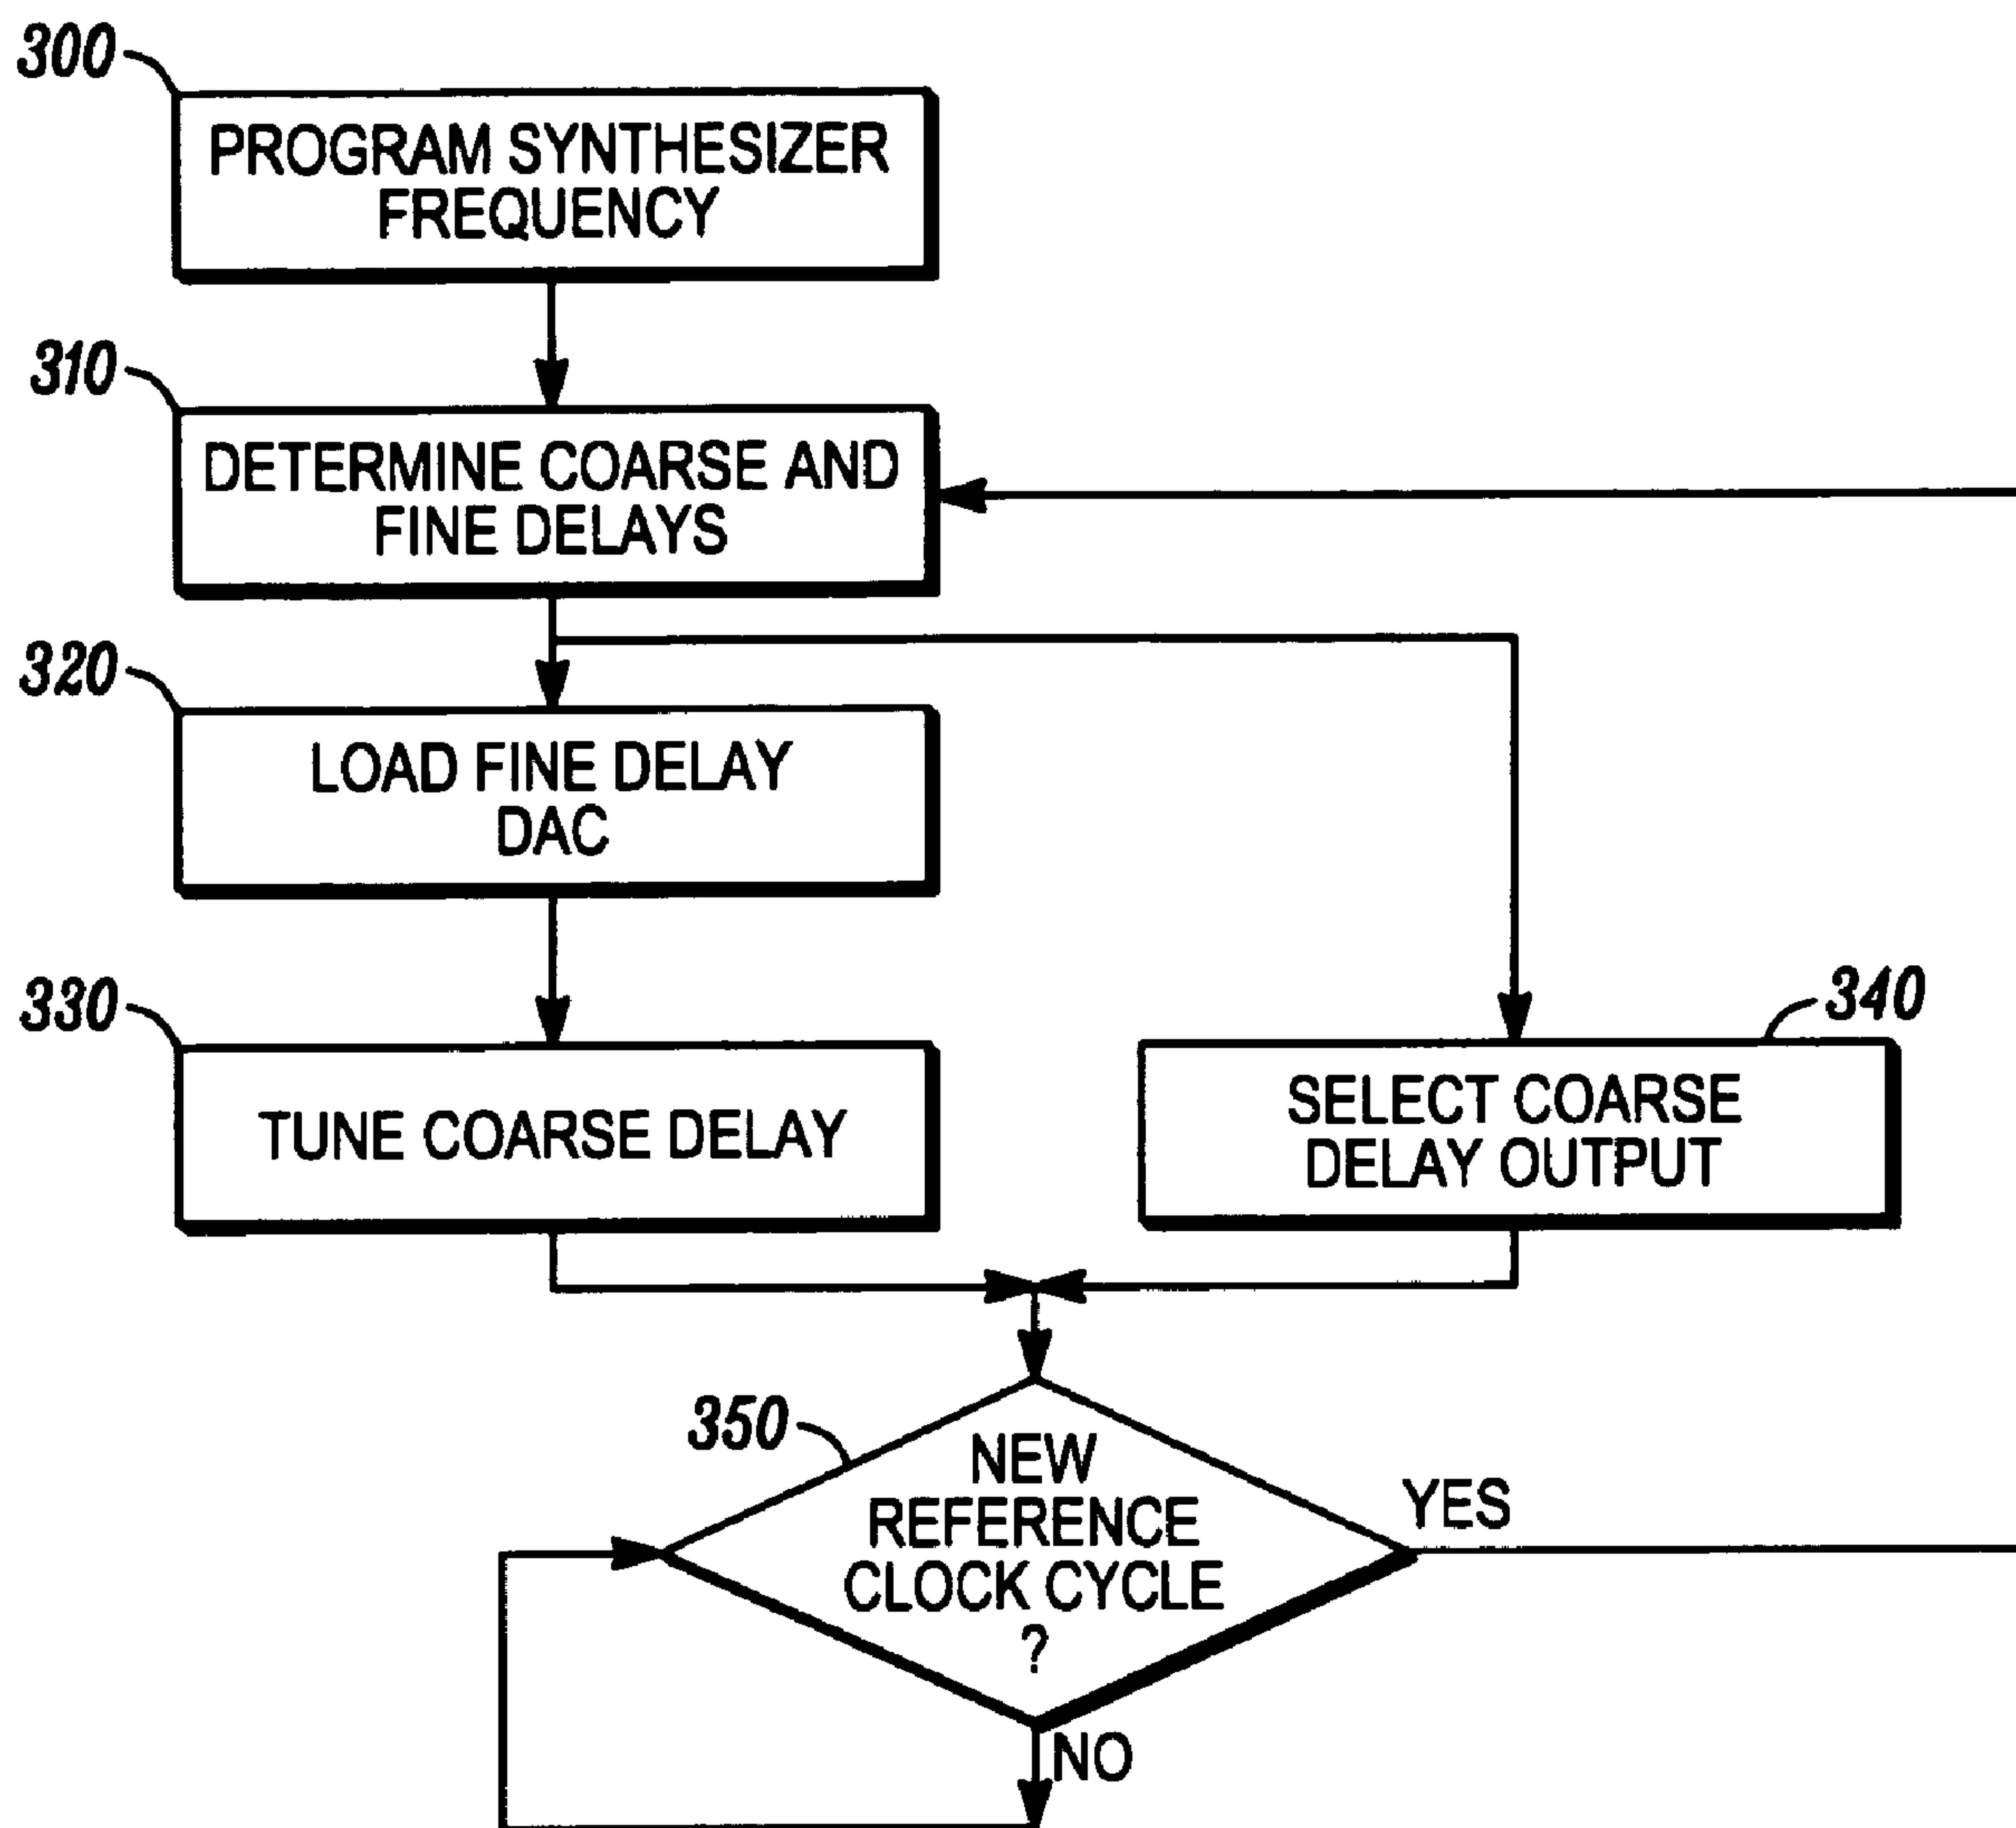 300
PROGRAM SYNTHESIZER
FREQUENCY
310
DETERMINE COARSE AND
FINE DELAYS
320
LOAD FINE DELAY
DAC
330
TUNE COARSE DELAY
340
SELECT COARSE
DELAY OUTPUT
350
NEW
REFERENCE
CLOCK CYCLE
?
YES
NO